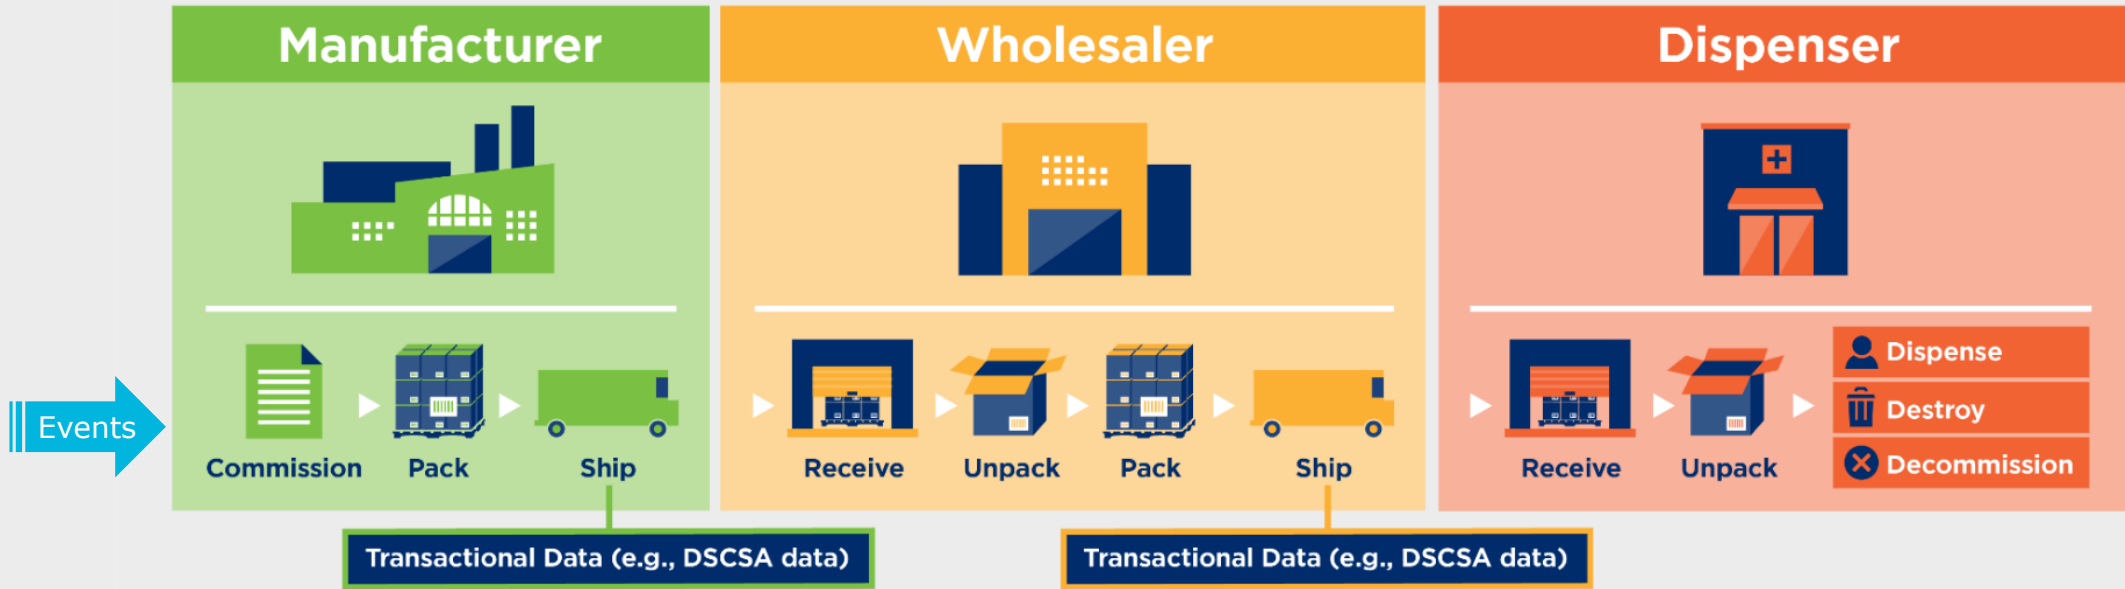 Manufacturer
Wholesaler
Dispenser
Events
Commission
Pack
Ship
Receive
Unpack
Pack
Ship
Receive
Unpack
Dispense
Destroy
Decommission
Transactional Data (e.g., DSCSA data)
Transactional Data (e.g., DSCSA data)